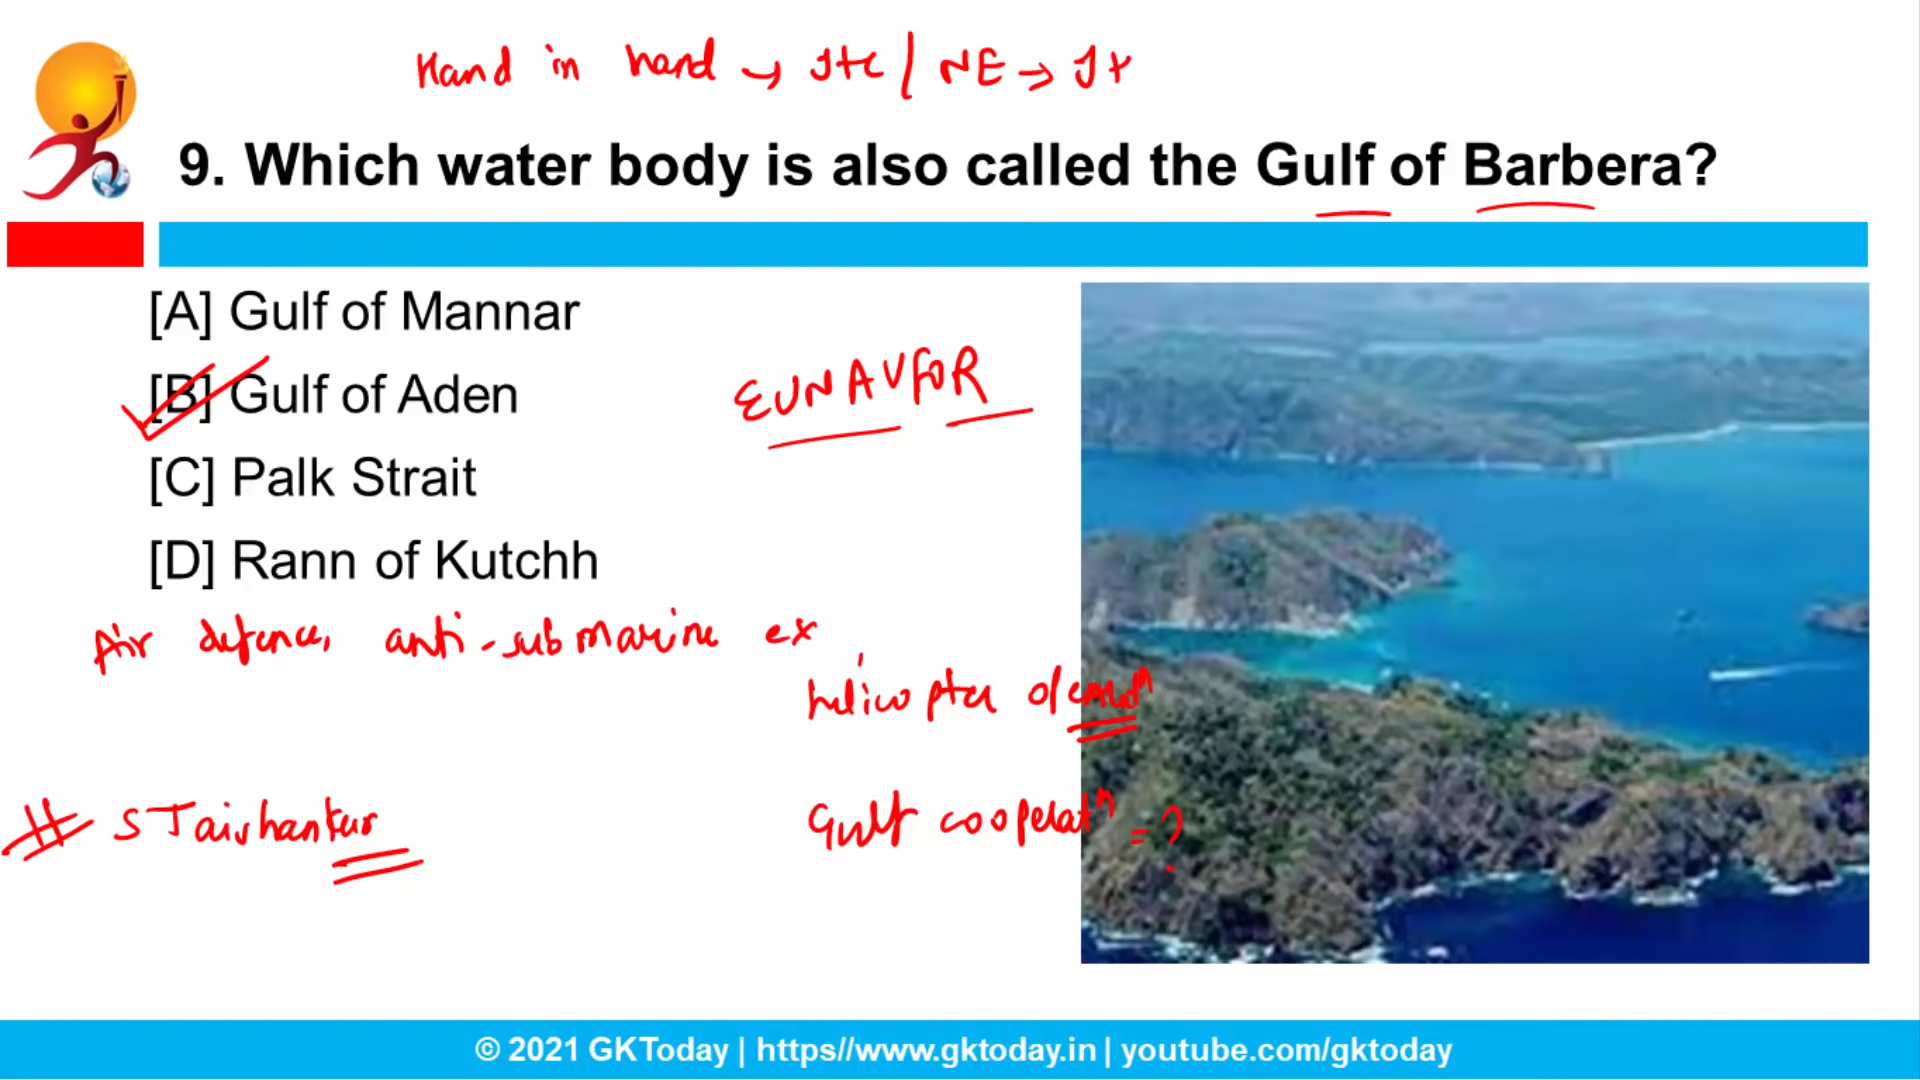 Hand in hand → I+C / NE → I+
9. Which water body is also called the Gulf of Barbera?
[A] Gulf of Mannar
[B] Gulf of Aden
EUNAVFOR
[C] Palk Strait
[D] Rann of Kutchh
Air defence, anti-submarine ex
helicopter
Gulf cooperatn = ?
# S Jaishankar
© 2021 GKToday | https//www.gktoday.in | youtube.com/gktoday